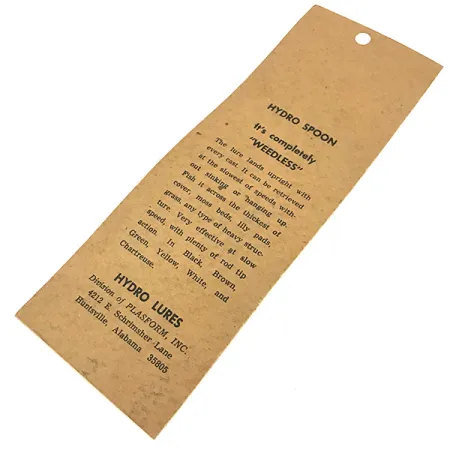 HYDRO SPOON
It's completely
"WEEDLESS"
The lure lands upright with
every cast. It can be retrieved
at the slowest of speeds with-
out sinking or hanging up.
Fish it across the thickest of
cover, moss beds, lily pads,
grass, any type of heavy struc-
ture. Very effective at slow
speed, with plenty of rod tip
action. In Black, Brown,
Green, Yellow, White, and
Chartreuse.
HYDRO LURES
Division of PLASFORM, INC.
4212 E. Schrimsher Lane
Huntsville, Alabama 35805